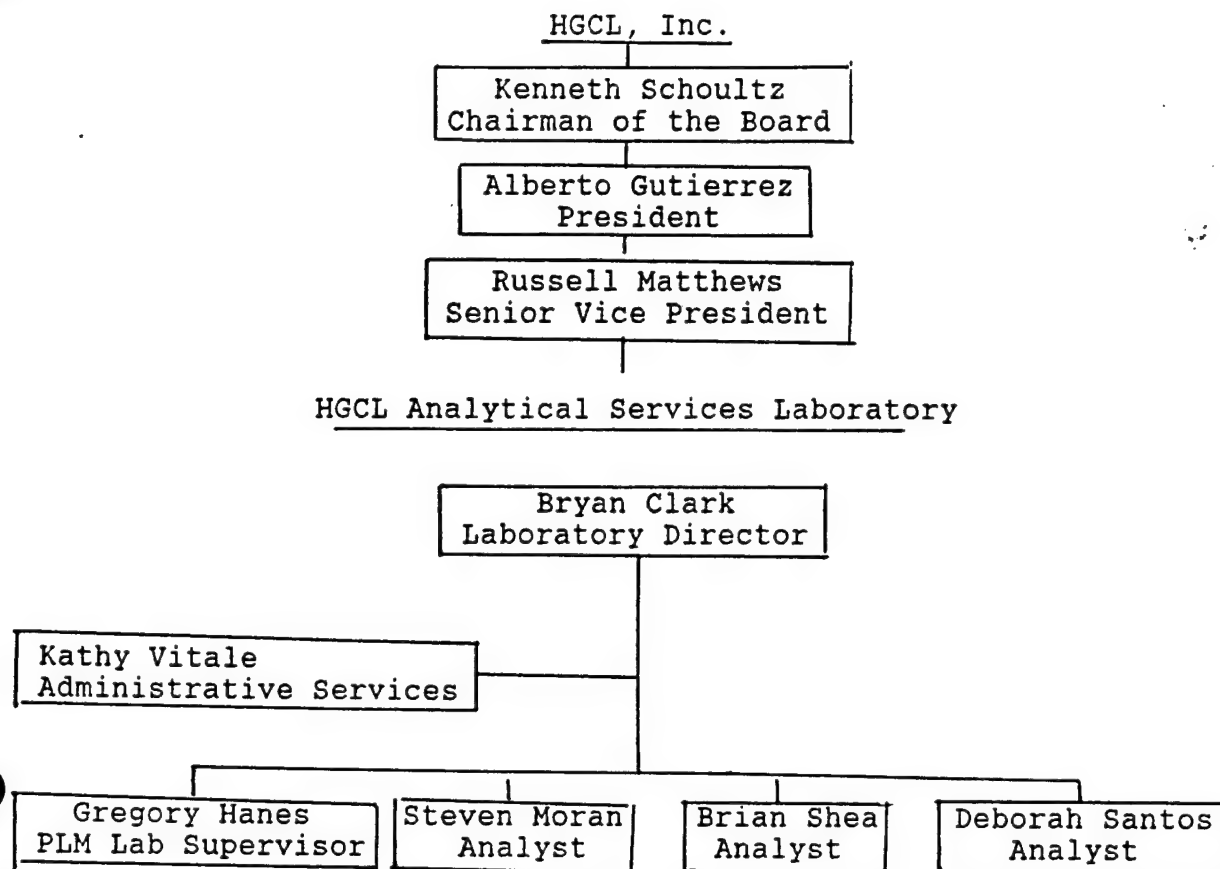 HGCL, Inc.
Kenneth Schoultz
Chairman of the Board
Alberto Gutierrez
President
Russell Matthews
Senior Vice President
HGCL Analytical Services Laboratory
Bryan Clark
Laboratory Director
Kathy Vitale
Administrative Services
Gregory Hanes
PLM Lab Supervisor
Steven Moran
Analyst
Brian Shea
Analyst
Deborah Santos
Analyst